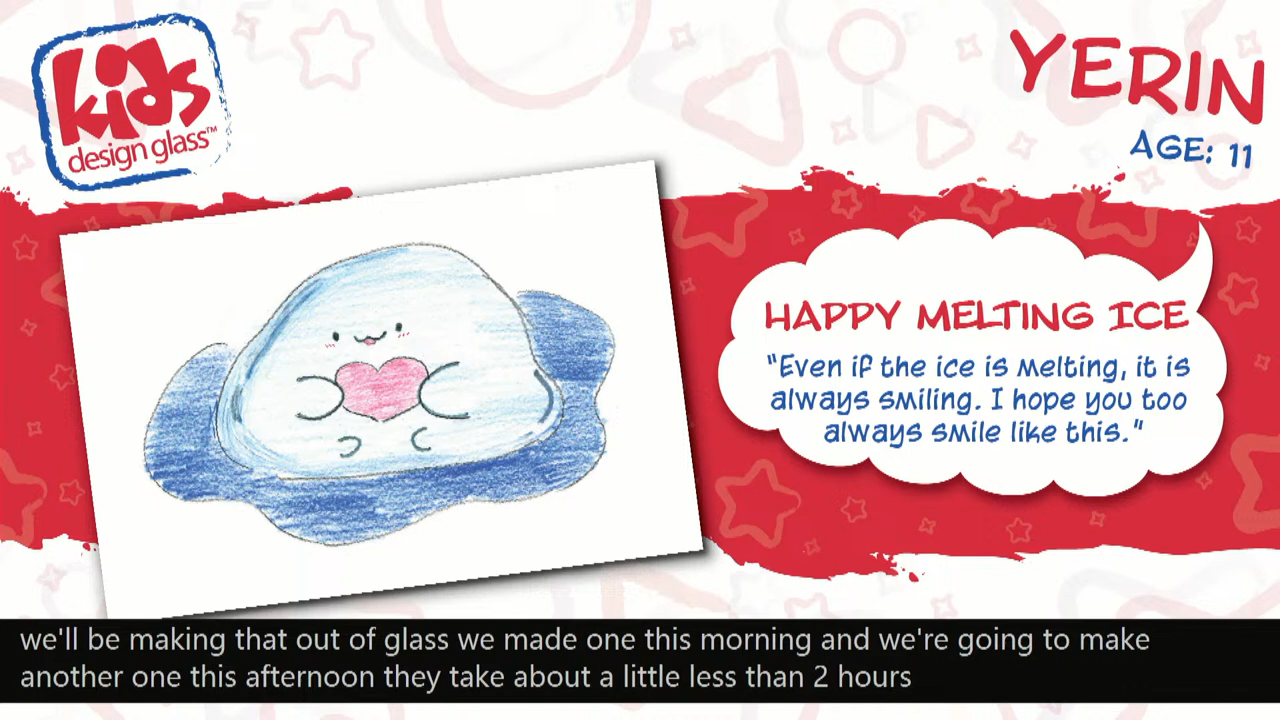 kids
design glass™
YERIN
AGE: 11
HAPPY MELTING ICE
"Even if the ice is melting, it is
always smiling. I hope you too
always smile like this."
we'll be making that out of glass we made one this morning and we're going to make
another one this afternoon they take about a little less than 2 hours